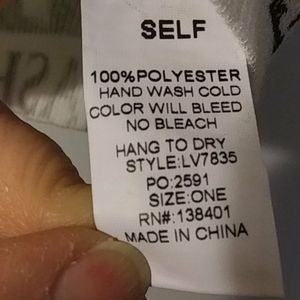 SELF
100%POLYESTER
HAND WASH COLD
COLOR WILL BLEED
NO BLEACH
HANG TO DRY
STYLE:LV7835
PO:2591
SIZE:ONE
RN#:138401
MADE IN CHINA